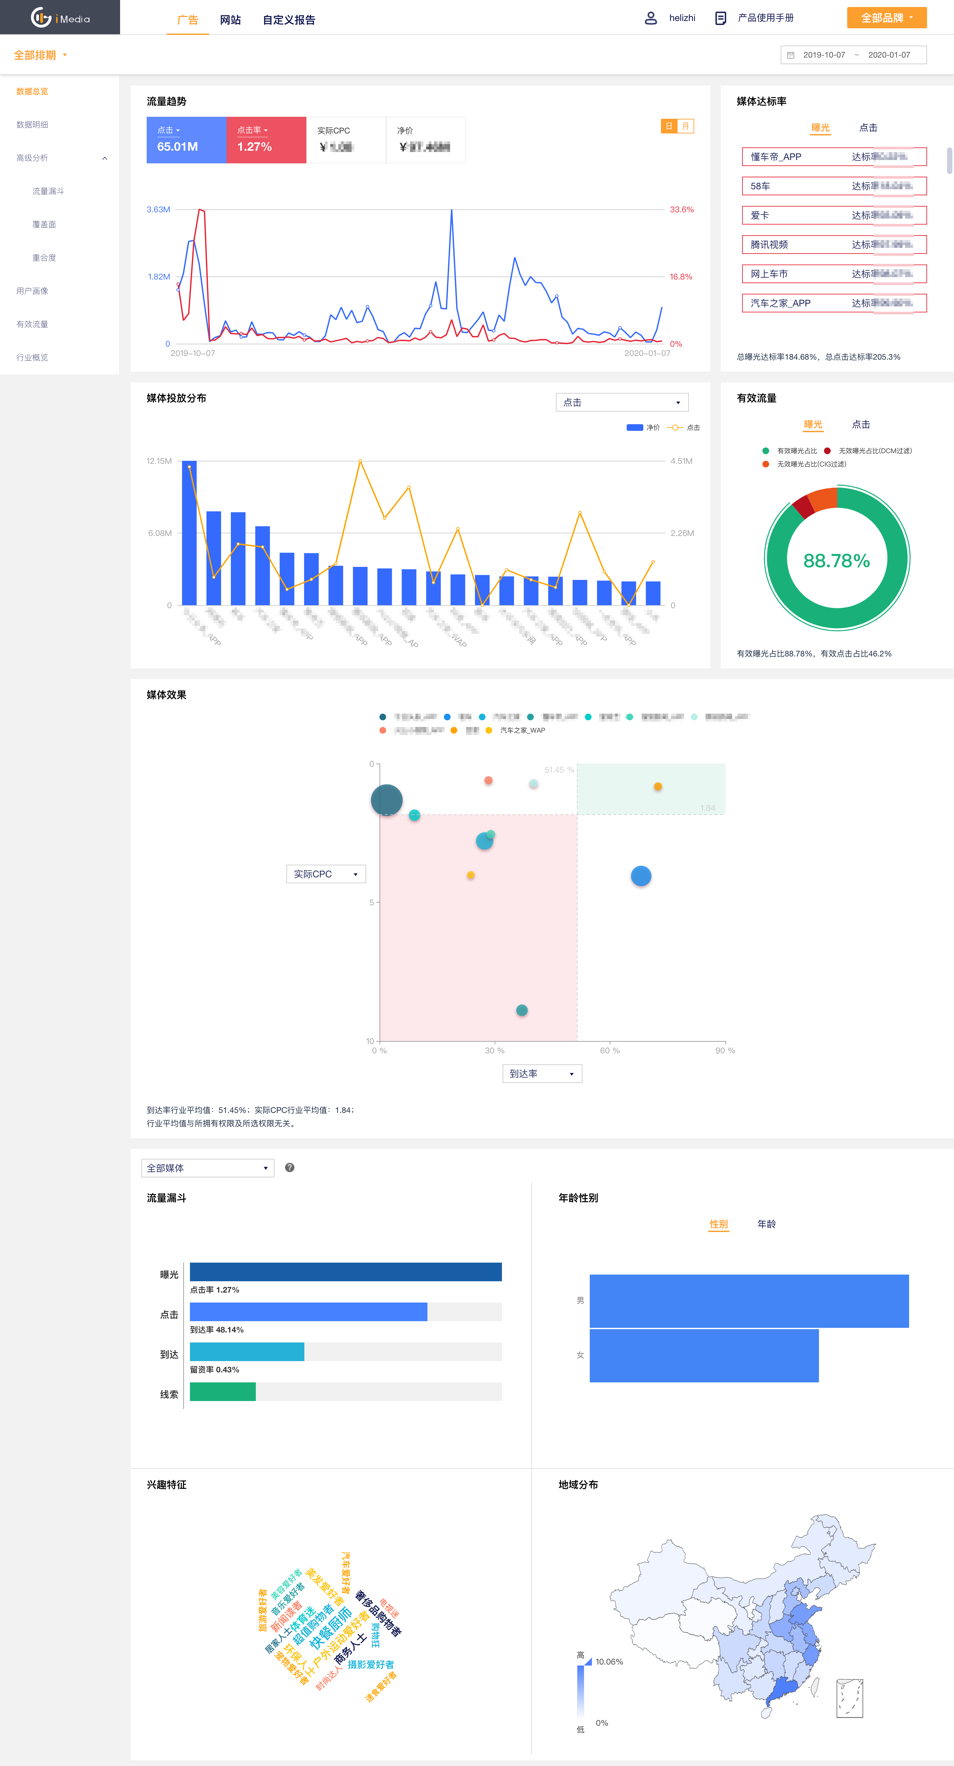 iMedia
广告 网站 自定义报告
helizhi 产品使用手册 全部品牌
全部排期
2019-10-07 ~ 2020-01-07
数据总览
数据明细
高级分析
流量漏斗
覆盖面
重合度
用户画像
有效流量
行业概览
流量趋势
点击 点击率 实际CPC 净价
65.01M 1.27% ¥ ¥
日 月
3.63M 33.6%
1.82M 16.8%
0 0%
2019-10-07 2020-01-07
媒体达标率
曝光 点击
懂车帝_APP 达标率
58车 达标率
爱卡 达标率
腾讯视频 达标率
网上车市 达标率
汽车之家_APP 达标率
总曝光达标率184.68%，总点击达标率205.3%
媒体投放分布
点击
净价 点击
12.15M 4.51M
6.08M 2.26M
0 0
有效流量
曝光 点击
有效曝光占比 无效曝光占比(DCM过滤)
无效曝光占比(CIG过滤)
88.78%
有效曝光占比88.78%，有效点击占比46.2%
媒体效果
汽车之家_WAP
0
51.45 %
1.84
实际CPC
5
10
0 % 30 % 60 % 90 %
到达率
到达率行业平均值：51.45%；实际CPC行业平均值：1.84；
行业平均值与所拥有权限及所选权限无关。
全部媒体 ?
流量漏斗
曝光
点击率 1.27%
点击
到达率 48.14%
到达
留资率 0.43%
线索
年龄性别
性别 年龄
男
女
兴趣特征
汽车爱好者
美发爱好者
美容爱好者
音乐爱好者
旅游爱好者
新闻读者
居家人士
体育迷
超值购物者
快餐厨师
奢侈品购物者
电视迷
购物狂
环保人士
户外运动爱好者
商务人士
宠物爱好者
时尚达人
摄影爱好者
速食爱好者
地域分布
高
10.06%
0%
低